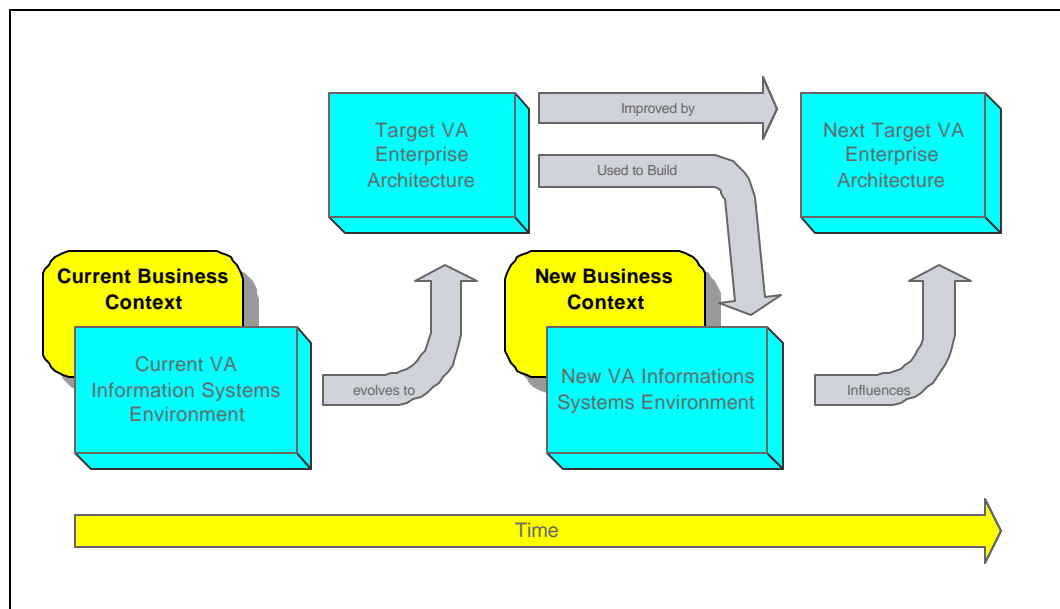 Target VA
Enterprise
Architecture
Improved by
Used to Build
Next Target VA
Enterprise
Architecture
Current Business
Context
Current VA
Information Systems
Environment
evolves to
New Business
Context
New VA Informations
Systems Environment
Influences
Time